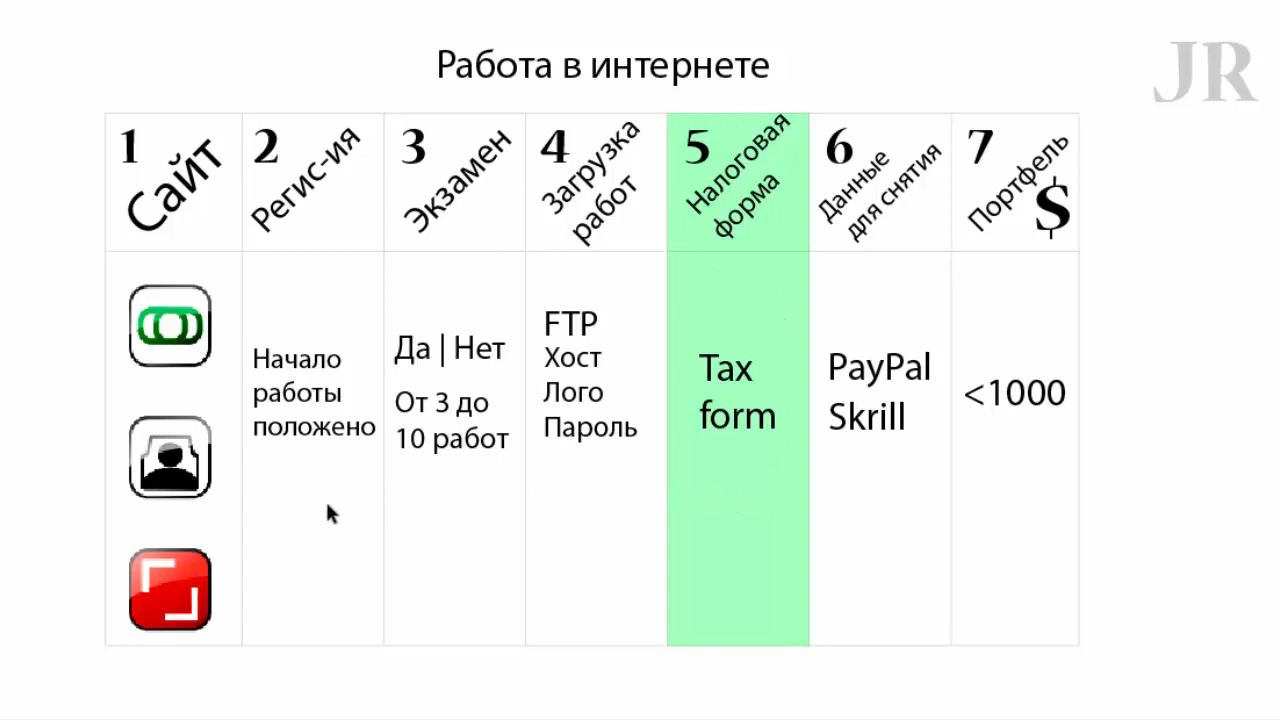 Работа в интернете
JR
1 Сайт
2 Регис-ия
3 Экзамен
4 Загрузка
работ
5 Налоговая
форма
6 Данные
для снятия
7 Портфель
$
Начало
работы
положено
Да | Нет
От 3 до
10 работ
FTP
Хост
Лого
Пароль
Tax
form
PayPal
Skrill
<1000